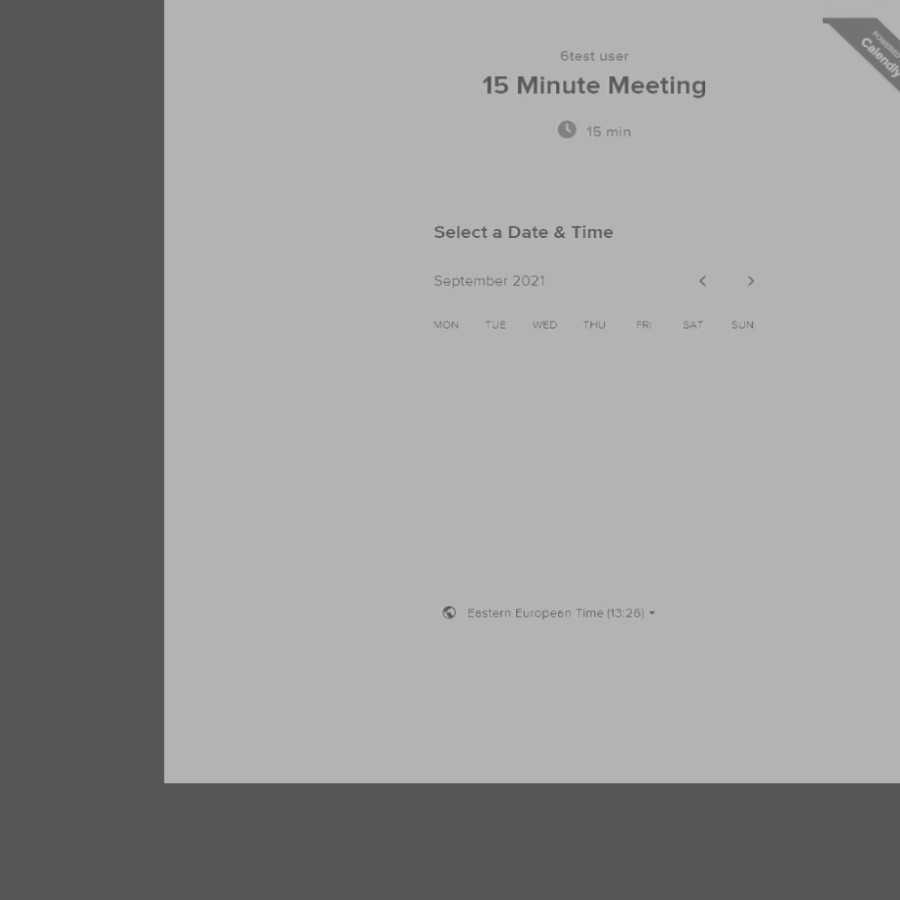 6test user
15 Minute Meeting
15 min
POWERED
Calendly
Select a Date & Time
September 2021
MON TUE WED THU FRI SAT SUN
Eastern European Time (13:26)